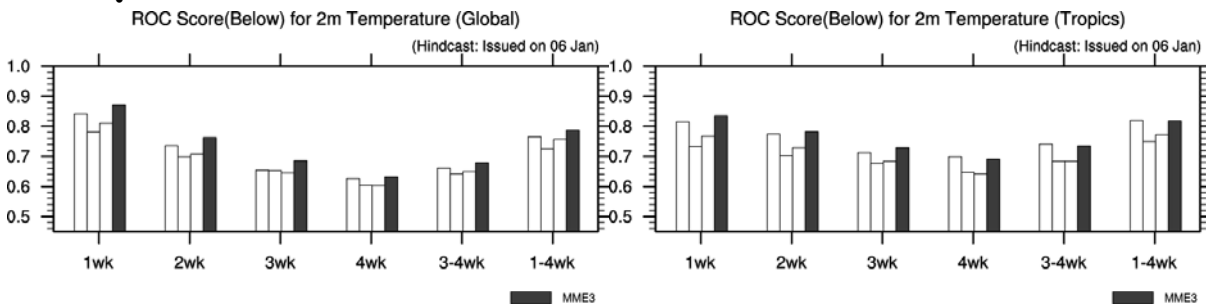 ROC Score(Below) for 2m Temperature (Global)
(Hindcast: Issued on 06 Jan)
1.0
0.9
0.8
0.7
0.6
0.5
1wk 2wk 3wk 4wk 3-4wk 1-4wk
MME3
ROC Score(Below) for 2m Temperature (Tropics)
(Hindcast: Issued on 06 Jan)
1.0
0.9
0.8
0.7
0.6
0.5
1wk 2wk 3wk 4wk 3-4wk 1-4wk
MME3